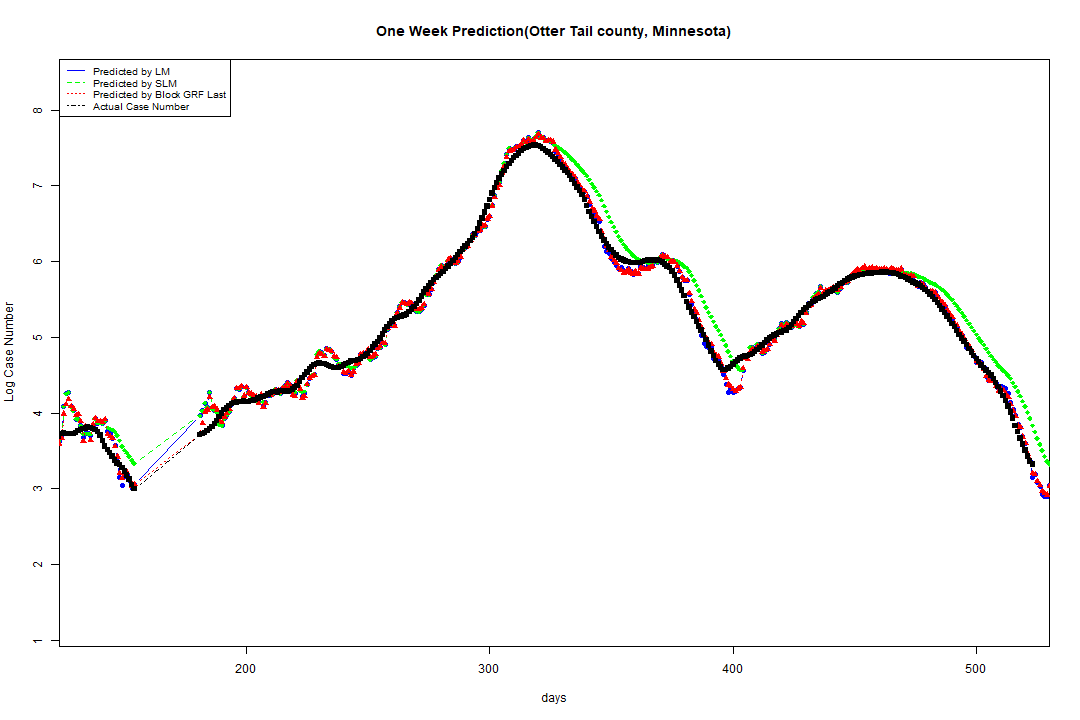 One Week Prediction(Otter Tail county, Minnesota)
Predicted by LM
Predicted by SLM
Predicted by Block GRF Last
Actual Case Number
8
7
6
5
4
3
2
1
Log Case Number
200
300
400
500
days